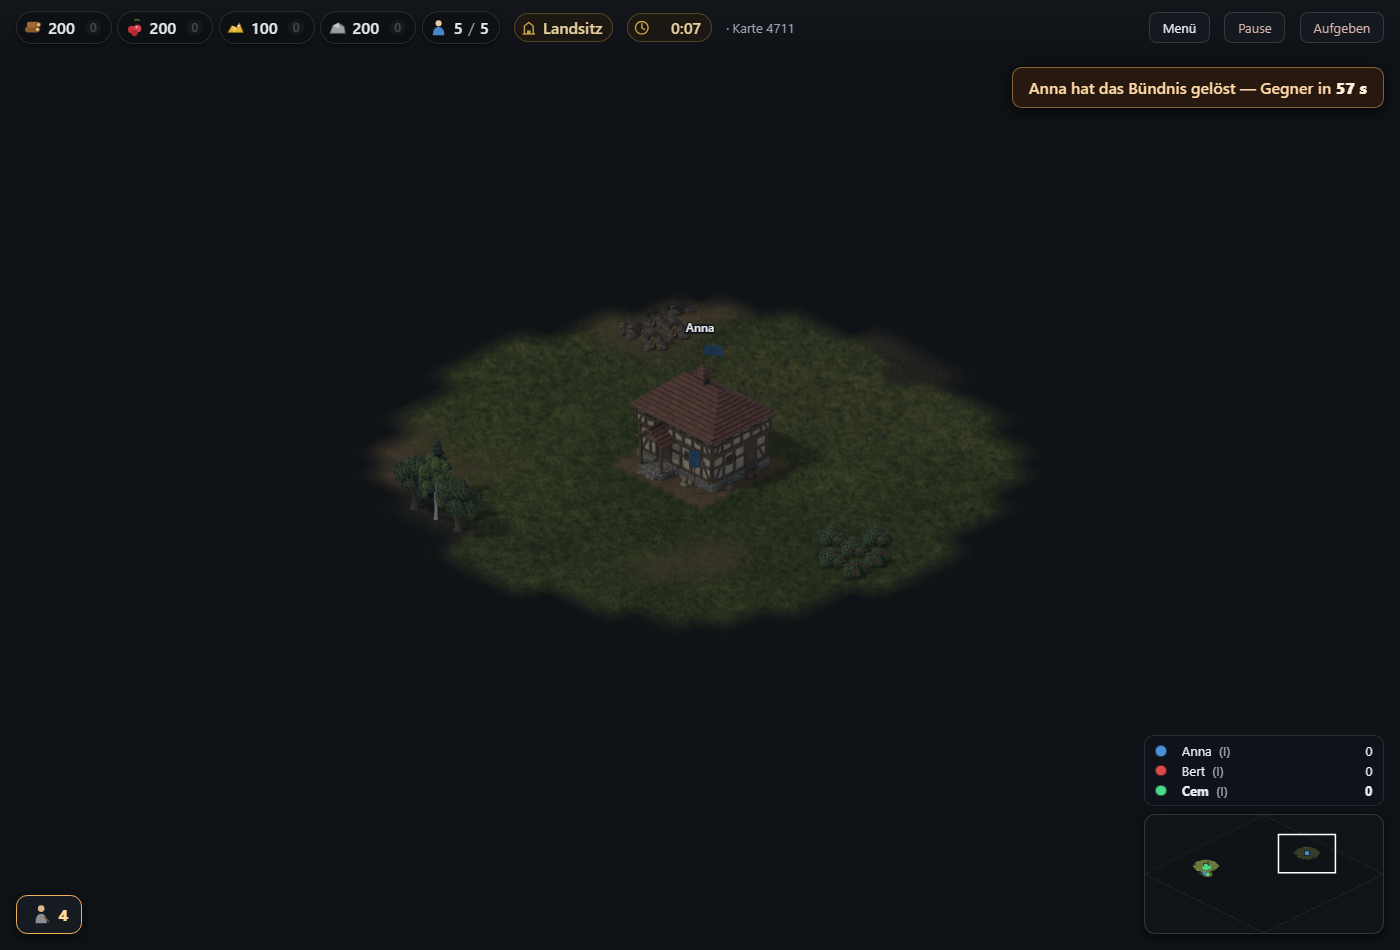 200 0 200 0 100 0 200 0 5 / 5 Landsitz 0:07 · Karte 4711 Menü Pause Aufgeben
Anna hat das Bündnis gelöst — Gegner in 57 s
Anna
Anna (I) 0
Bert (I) 0
Cem (I) 0
4